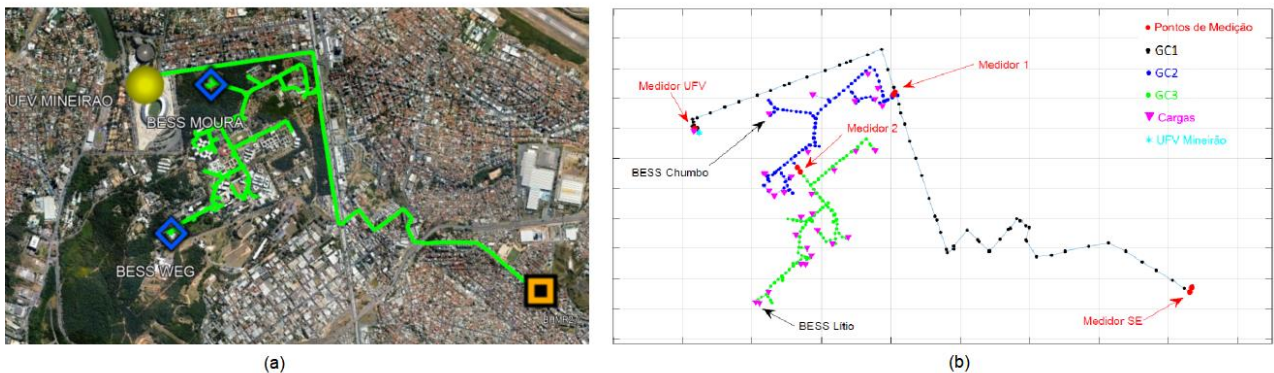 UFV MINEIRAO
BESS MOURA
BESS WEG
(a)
Pontos de Medição
GC1
GC2
GC3
Cargas
UFV Mineirão
Medidor UFV
Medidor 1
Medidor 2
BESS Chumbo
BESS Lítio
Medidor SE
(b)